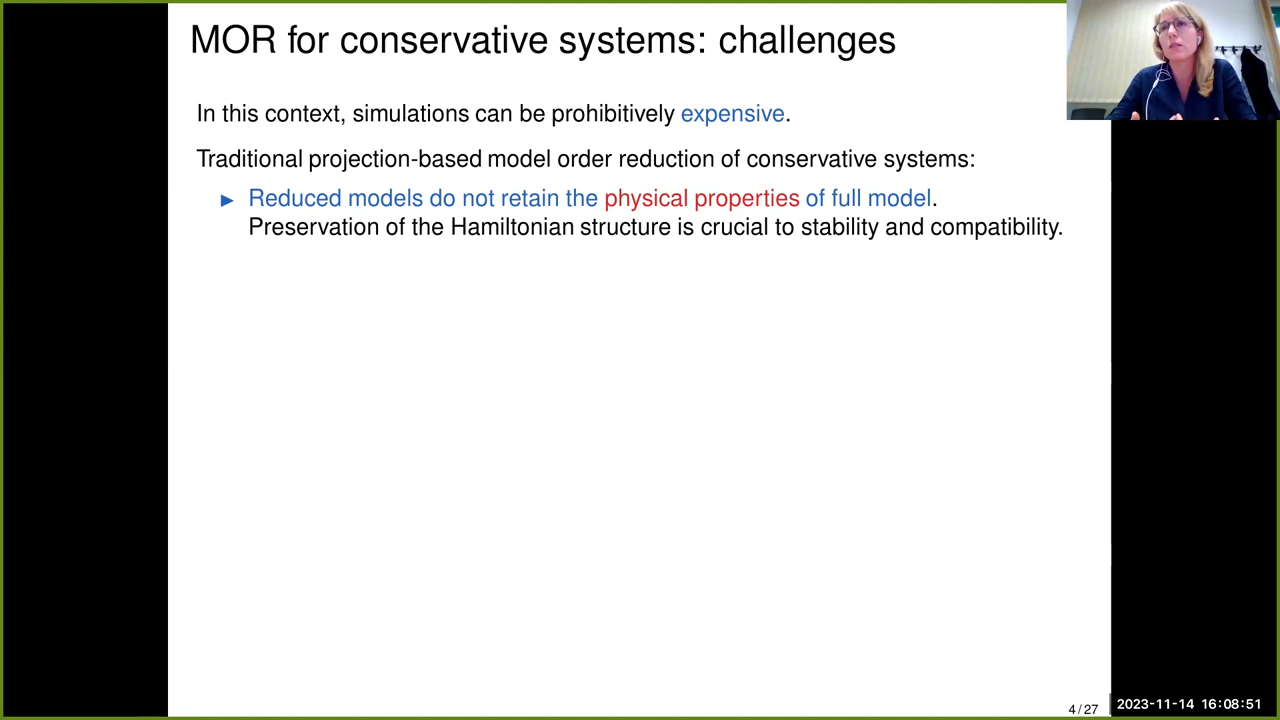 MOR for conservative systems: challenges
In this context, simulations can be prohibitively expensive.
Traditional projection-based model order reduction of conservative systems:
► Reduced models do not retain the physical properties of full model.
Preservation of the Hamiltonian structure is crucial to stability and compatibility.
4 / 27
2023-11-14 16:08:51